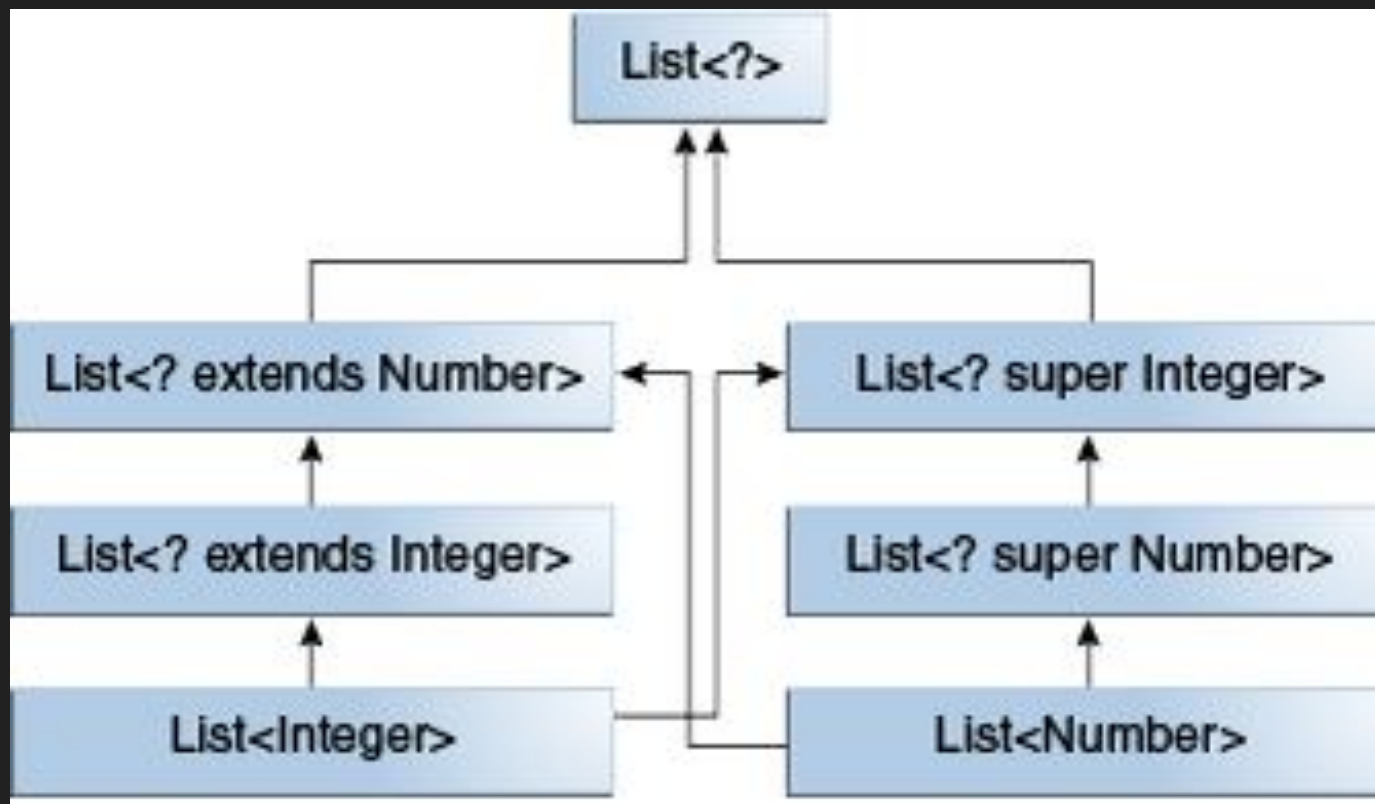 List<?>
List<? extends Number>
List<? super Integer>
List<? extends Integer>
List<? super Number>
List<Integer>
List<Number>